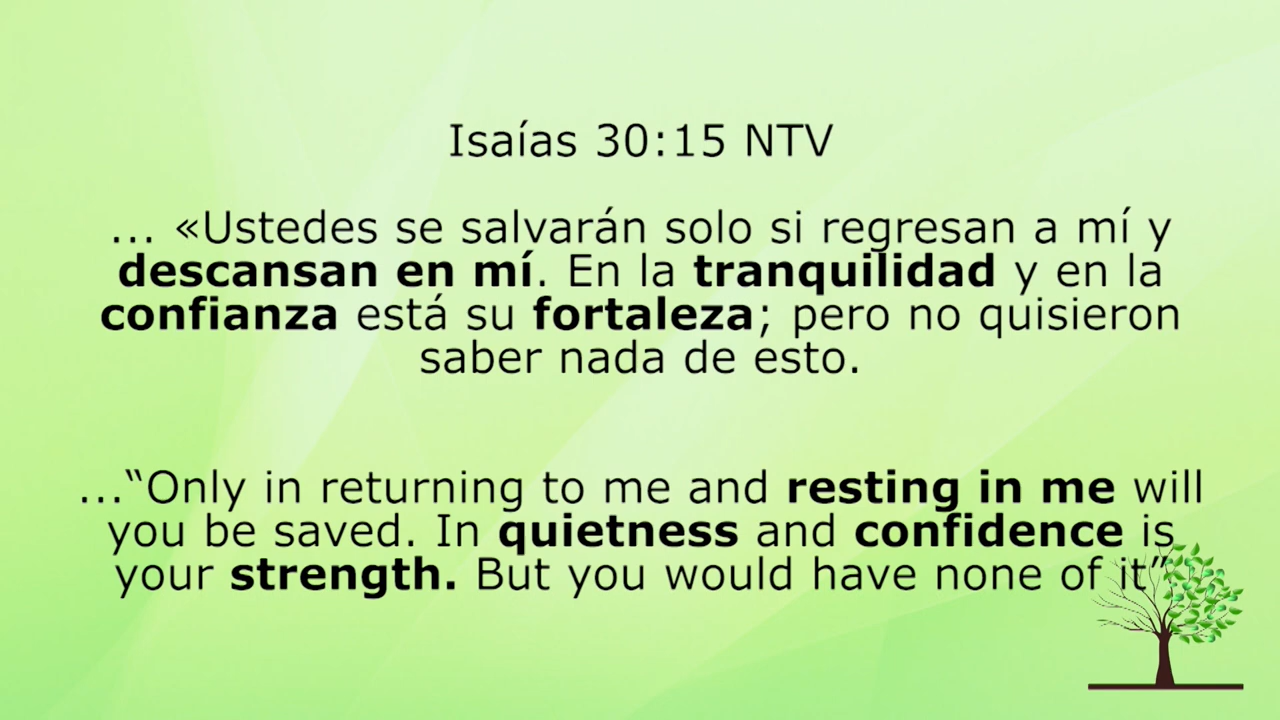 Isaías 30:15 NTV
... «Ustedes se salvarán solo si regresan a mí y
descansan en mí. En la tranquilidad y en la
confianza está su fortaleza; pero no quisieron
saber nada de esto.
...“Only in returning to me and resting in me will
you be saved. In quietness and confidence is
your strength. But you would have none of it”.